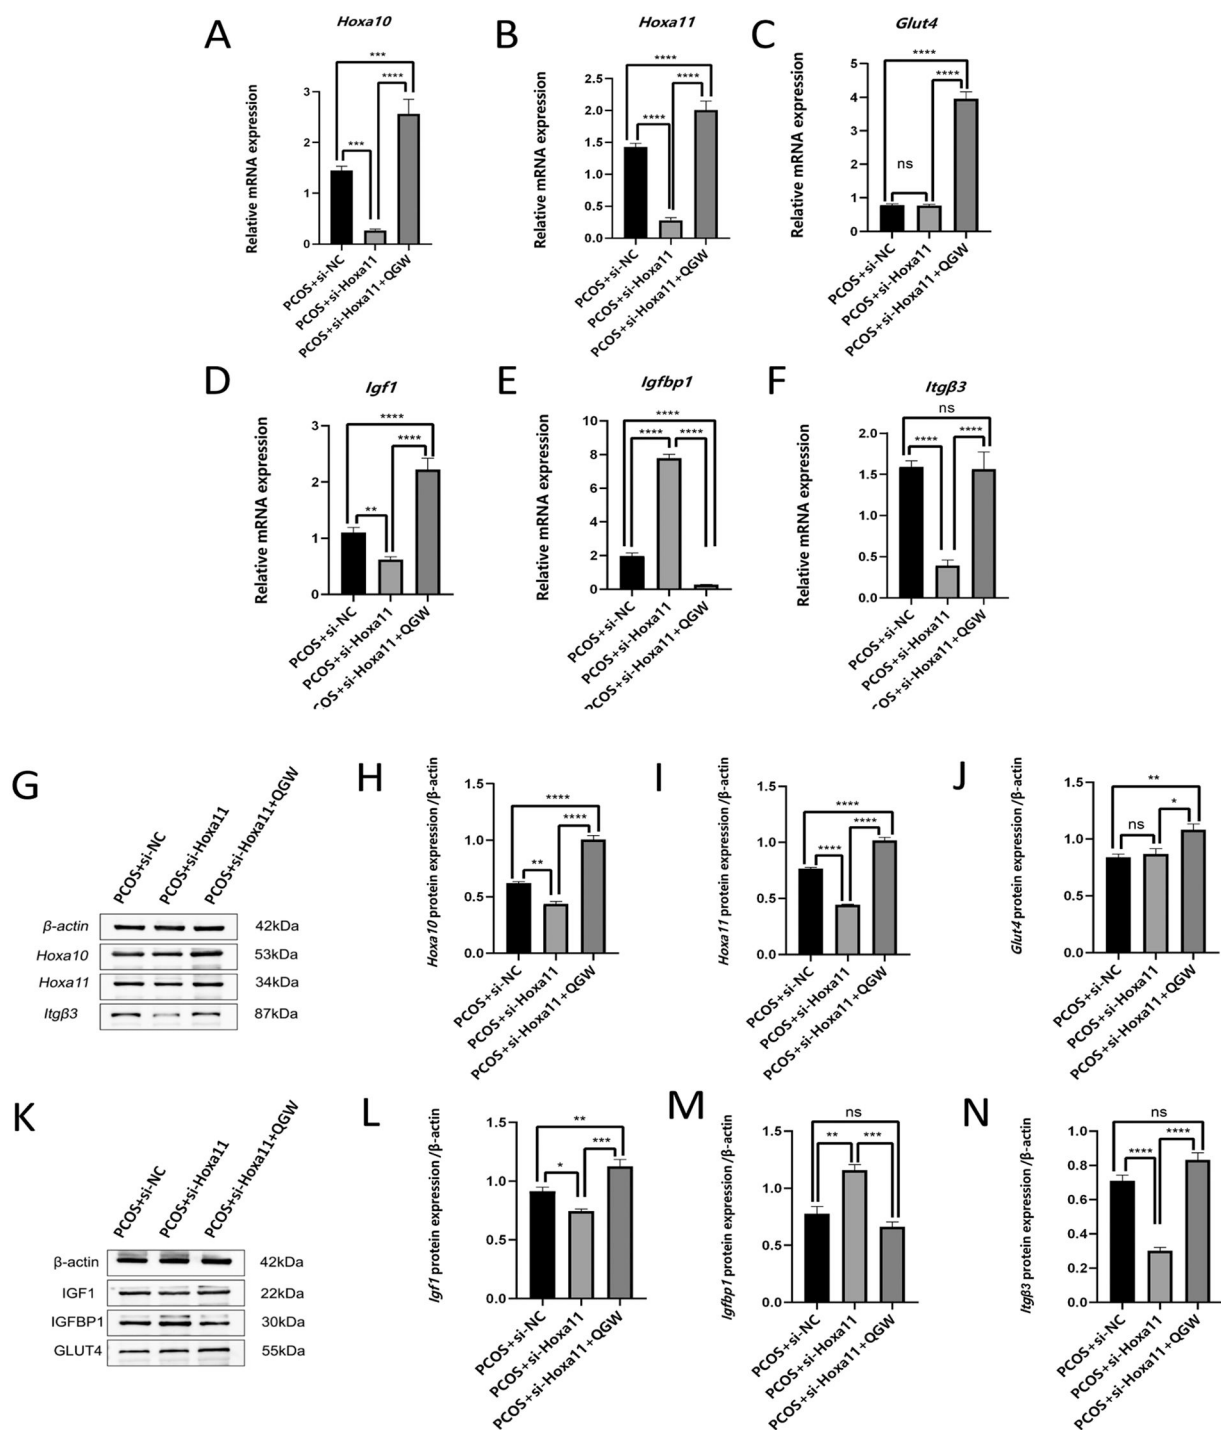 A
Hoxa10
Relative mRNA expression
3
2
1
0
***
***
****
PCOS+si-NC
PCOS+si-Hoxa11
PCOS+si-Hoxa11+QGW
B
Hoxa11
Relative mRNA expression
2.5
2.0
1.5
1.0
0.5
0.0
****
****
****
PCOS+si-NC
PCOS+si-Hoxa11
PCOS+si-Hoxa11+QGW
C
Glut4
Relative mRNA expression
5
4
3
2
1
0
****
****
ns
PCOS+si-NC
PCOS+si-Hoxa11
PCOS+si-Hoxa11+QGW
D
Igf1
Relative mRNA expression
3
2
1
0
****
****
**
PCOS+si-NC
PCOS+si-Hoxa11
COS+si-Hoxa11+QGW
E
Igfbp1
Relative mRNA expression
10
8
6
4
2
0
****
****
****
PCOS+si-NC
PCOS+si-Hoxa11
PCOS+si-Hoxa11+QGW
F
Itgβ3
Relative mRNA expression
2.0
1.5
1.0
0.5
0.0
ns
****
****
PCOS+si-NC
PCOS+si-Hoxa11
COS+si-Hoxa11+QGW
G
PCOS+si-NC
PCOS+si-Hoxa11
PCOS+si-Hoxa11+QGW
β-actin 42kDa
Hoxa10 53kDa
Hoxa11 34kDa
Itgβ3 87kDa
H
Hoxa10 protein expression /β-actin
1.5
1.0
0.5
0.0
****
****
**
PCOS+si-NC
PCOS+si-Hoxa11
PCOS+si-Hoxa11+QGW
I
Hoxa11 protein expression /β-actin
1.5
1.0
0.5
0.0
****
****
****
PCOS+si-NC
PCOS+si-Hoxa11
PCOS+si-Hoxa11+QGW
J
Glut4 protein expression /β-actin
1.5
1.0
0.5
0.0
**
*
ns
PCOS+si-NC
PCOS+si-Hoxa11
PCOS+si-Hoxa11+QGW
K
PCOS+si-NC
PCOS+si-Hoxa11
PCOS+si-Hoxa11+QGW
β-actin 42kDa
IGF1 22kDa
IGFBP1 30kDa
GLUT4 55kDa
L
Igf1 protein expression /β-actin
1.5
1.0
0.5
0.0
**
***
*
PCOS+si-NC
PCOS+si-Hoxa11
PCOS+si-Hoxa11+QGW
M
Igfbp1 protein expression /β-actin
1.5
1.0
0.5
0.0
ns
**
***
PCOS+si-NC
PCOS+si-Hoxa11
PCOS+si-Hoxa11+QGW
N
Itgβ3 protein expression /β-actin
1.0
0.8
0.6
0.4
0.2
0.0
ns
****
****
PCOS+si-NC
PCOS+si-Hoxa11
PCOS+si-Hoxa11+QGW